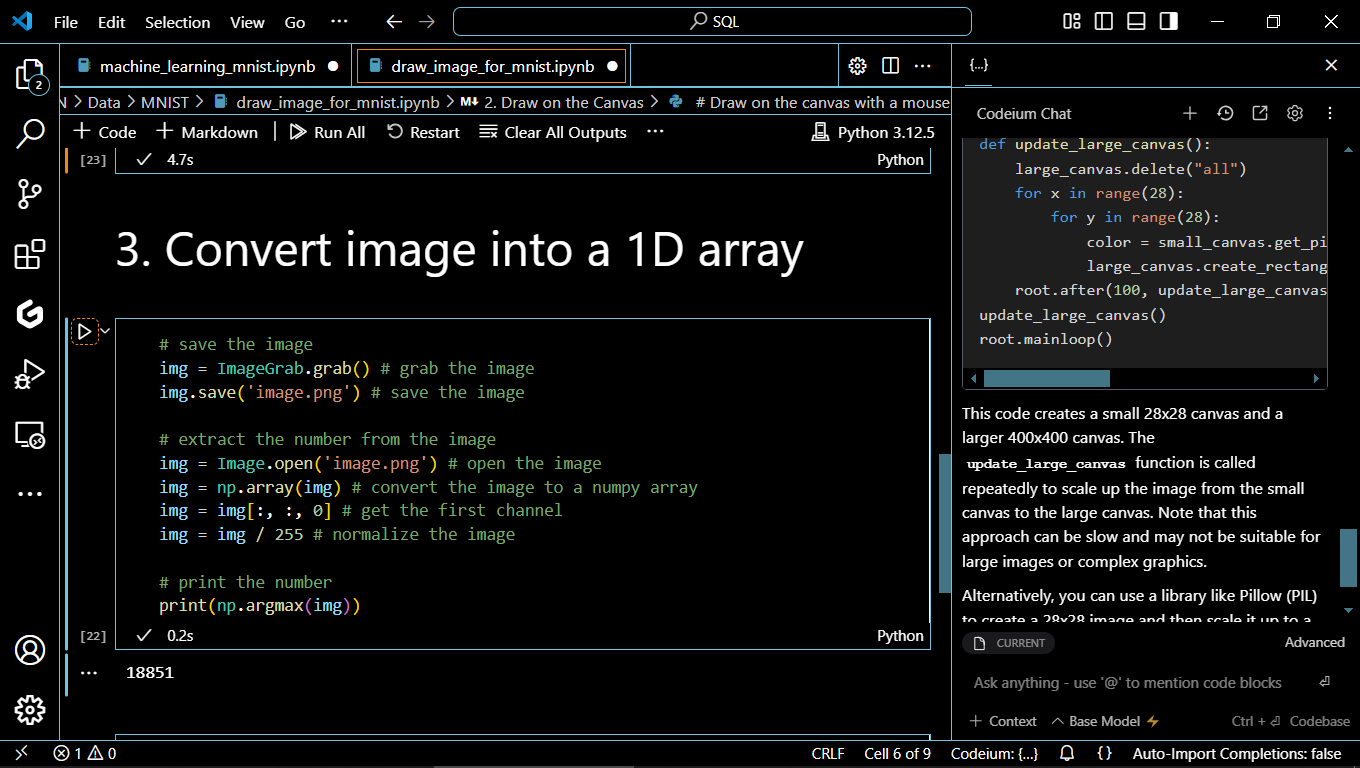 File Edit Selection View Go ··· SQL
machine_learning_mnist.ipynb draw_image_for_mnist.ipynb
N > Data > MNIST > draw_image_for_mnist.ipynb > M 2. Draw on the Canvas > # Draw on the canvas with a mouse
+ Code + Markdown | Run All Restart Clear All Outputs ··· Python 3.12.5
[23] 4.7s Python
3. Convert image into a 1D array
# save the image
img = ImageGrab.grab() # grab the image
img.save('image.png') # save the image
# extract the number from the image
img = Image.open('image.png') # open the image
img = np.array(img) # convert the image to a numpy array
img = img[:, :, 0] # get the first channel
img = img / 255 # normalize the image
# print the number
print(np.argmax(img))
[22] 0.2s Python
··· 18851
2
{...}
Codeium Chat
def update_large_canvas():
large_canvas.delete("all")
for x in range(28):
for y in range(28):
color = small_canvas.get_pi
large_canvas.create_rectang
root.after(100, update_large_canvas
update_large_canvas()
root.mainloop()
This code creates a small 28x28 canvas and a
larger 400x400 canvas. The
update_large_canvas function is called
repeatedly to scale up the image from the small
canvas to the large canvas. Note that this
approach can be slow and may not be suitable for
large images or complex graphics.
Alternatively, you can use a library like Pillow (PIL)
to create a 28x28 image and then scale it up to a
CURRENT Advanced
Ask anything - use '@' to mention code blocks
+ Context Base Model Ctrl + ⏎ Codebase
1 0 CRLF Cell 6 of 9 Codeium: {...} {} Auto-Import Completions: false